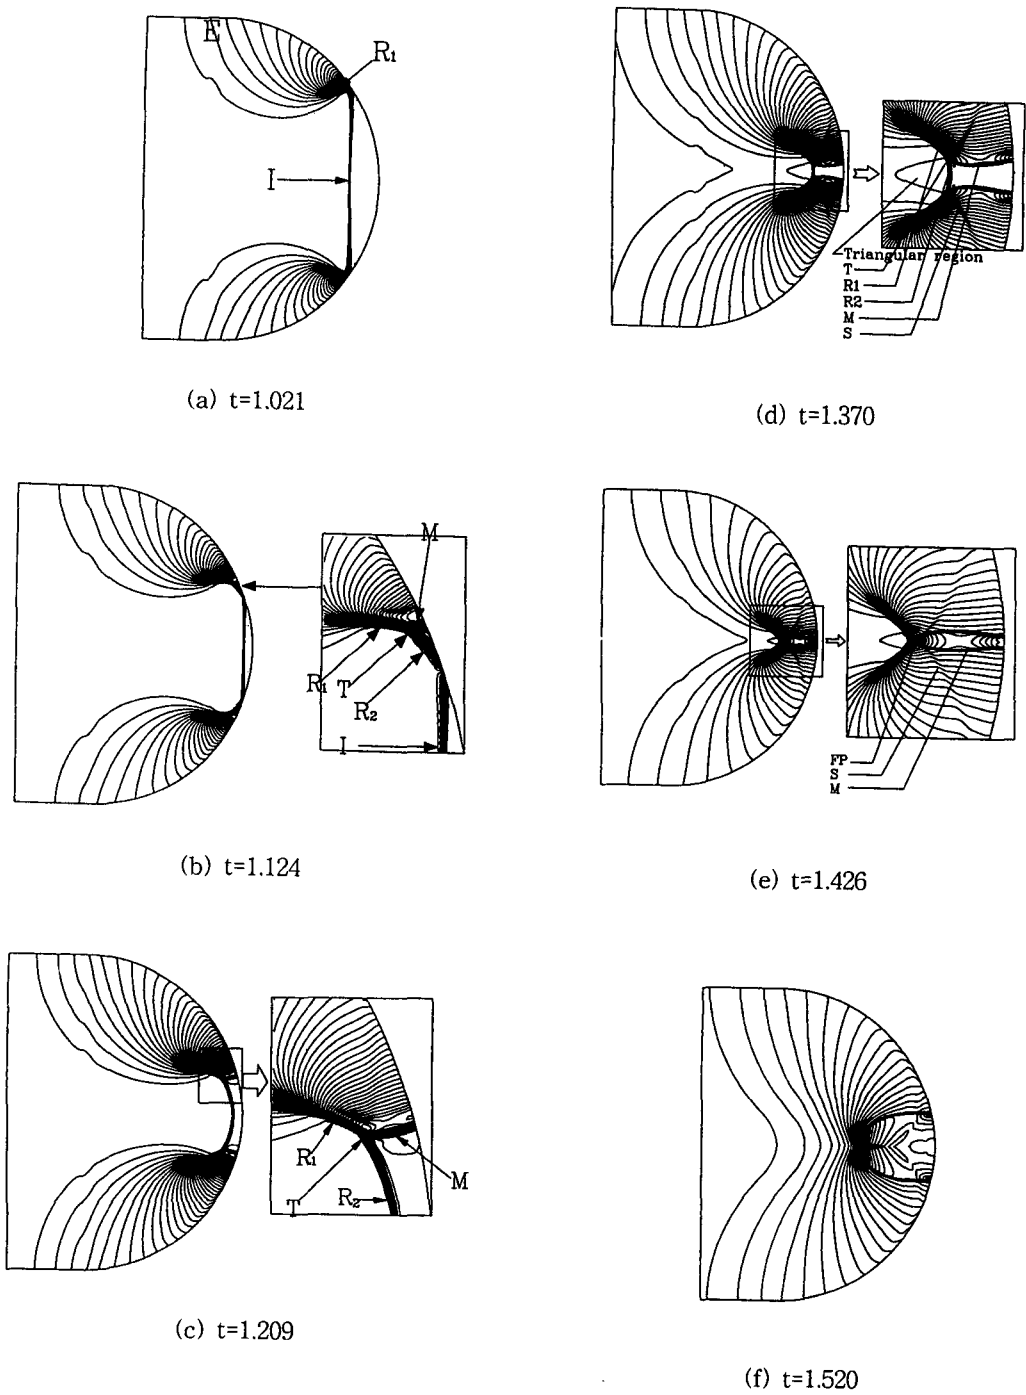 E
R1
I
(a) t=1.021
M
R1
T
R2
I
(b) t=1.124
R1
T
R2
M
(c) t=1.209
Triangular region
T
R1
R2
M
S
(d) t=1.370
FP
S
M
(e) t=1.426
(f) t=1.520